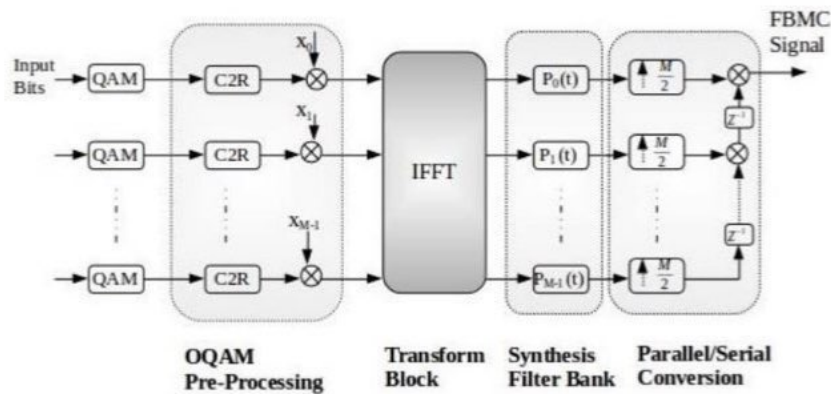 FBMC
Signal
Input
Bits
X0
QAM
C2R
P0(t)
M/2
Z-1
X1
QAM
C2R
IFFT
P1(t)
M/2
XM-1
Z-1
QAM
C2R
PM-1(t)
M/2
OQAM
Pre-Processing
Transform
Block
Synthesis
Filter Bank
Parallel/Serial
Conversion